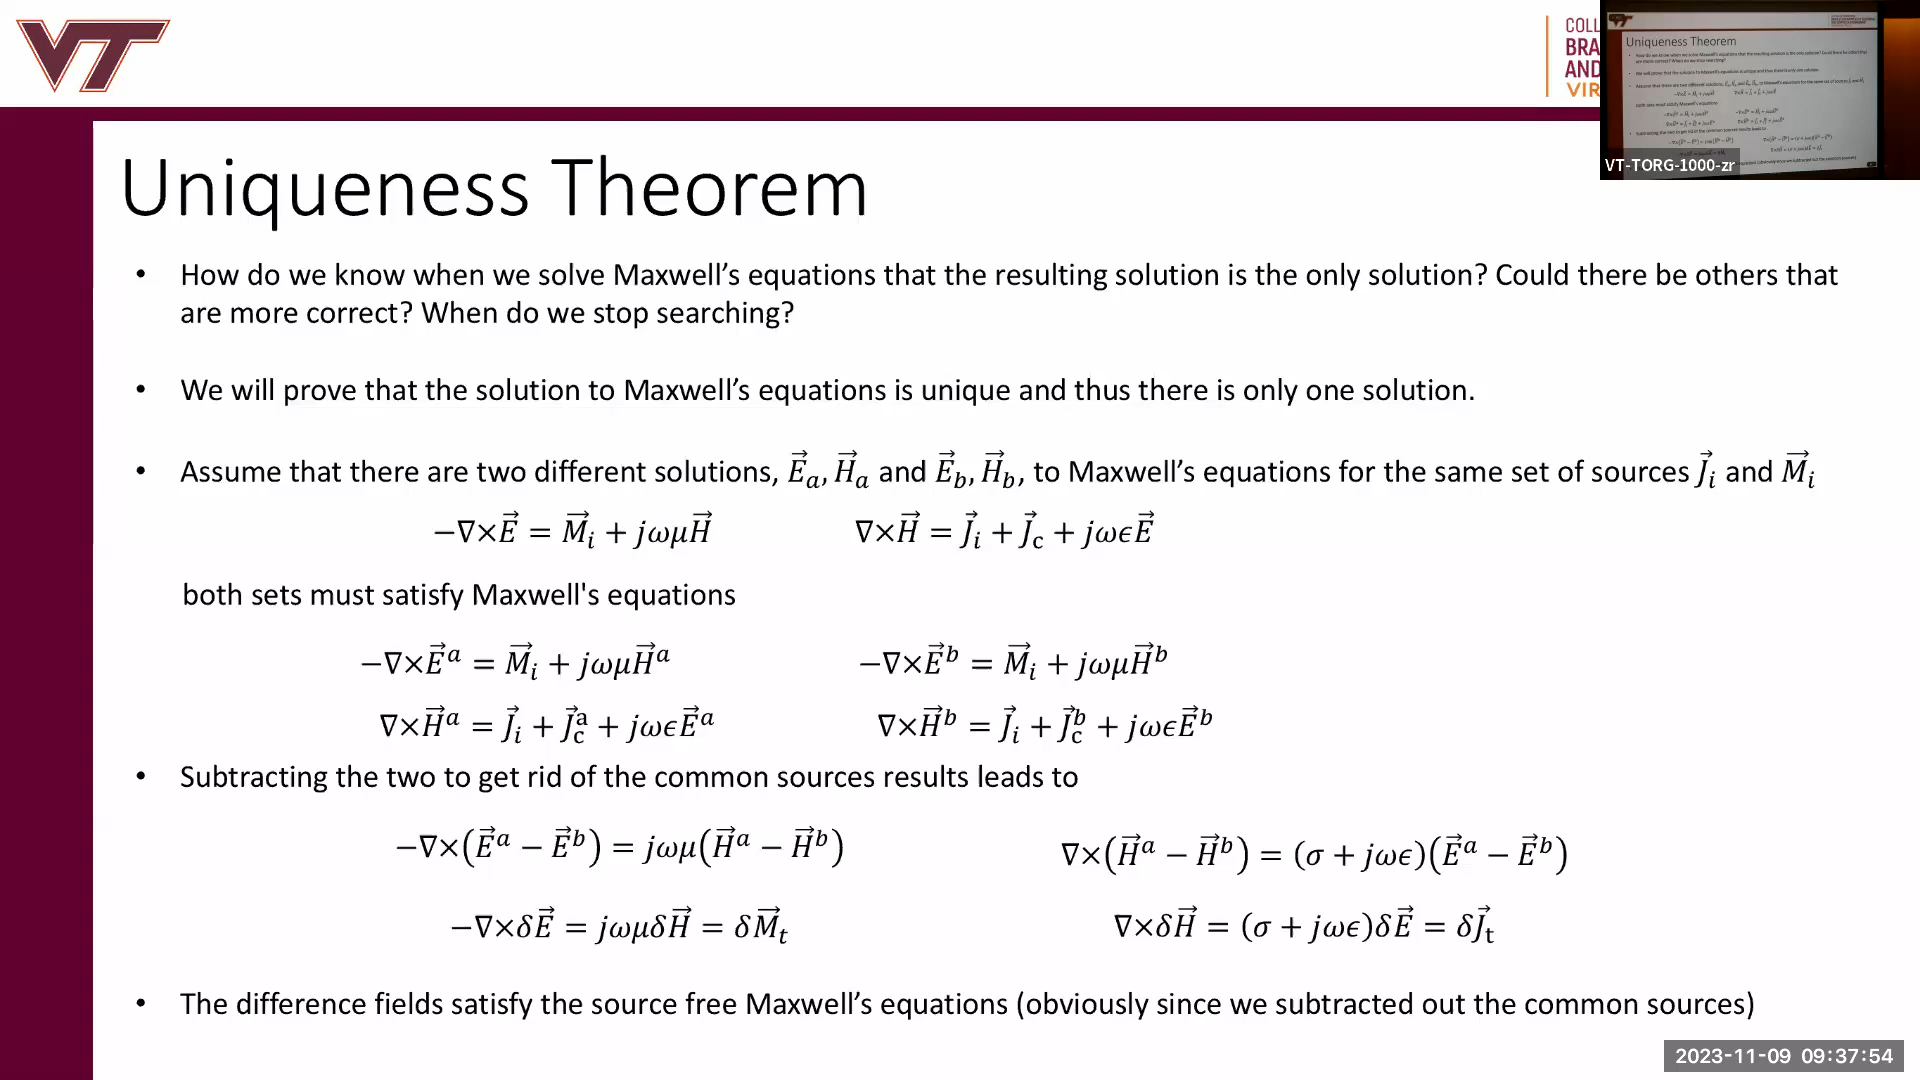 VT
COLL
BRA
AND
VIR
Uniqueness Theorem
• How do we know when we solve Maxwell’s equations that the resulting solution is the only solution? Could there be others that
are more correct? When do we stop searching?
• We will prove that the solution to Maxwell’s equations is unique and thus there is only one solution.
• Assume that there are two different solutions, E⃗_a, H⃗_a and E⃗_b, H⃗_b, to Maxwell’s equations for the same set of sources J⃗_i and M⃗_i
−∇×E⃗ = M⃗_i + jωμH⃗ ∇×H⃗ = J⃗_i + J⃗_c + jωϵE⃗
both sets must satisfy Maxwell's equations
−∇×E⃗^a = M⃗_i + jωμH⃗^a −∇×E⃗^b = M⃗_i + jωμH⃗^b
∇×H⃗^a = J⃗_i + J⃗_c^a + jωϵE⃗^a ∇×H⃗^b = J⃗_i + J⃗_c^b + jωϵE⃗^b
• Subtracting the two to get rid of the common sources results leads to
−∇×(E⃗^a − E⃗^b) = jωμ(H⃗^a − H⃗^b) ∇×(H⃗^a − H⃗^b) = (σ + jωϵ)(E⃗^a − E⃗^b)
−∇×δE⃗ = jωμδH⃗ = δM⃗_t ∇×δH⃗ = (σ + jωϵ)δE⃗ = δJ⃗_t
• The difference fields satisfy the source free Maxwell’s equations (obviously since we subtracted out the common sources)
Uniqueness Theorem
VT-TORG-1000-zr
2023-11-09 09:37:54